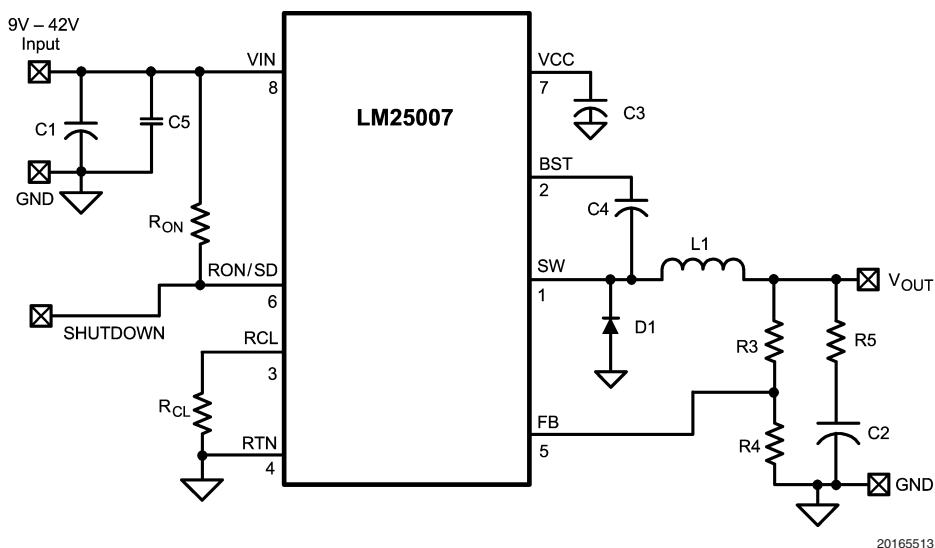 9V – 42V
Input
VIN
8
VCC
7
LM25007
C1
C5
C3
GND
BST
2
C4
RON
L1
RON/SD
6
SW
1
VOUT
SHUTDOWN
D1
R3
R5
RCL
3
RCL
FB
5
R4
C2
RTN
4
GND
20165513